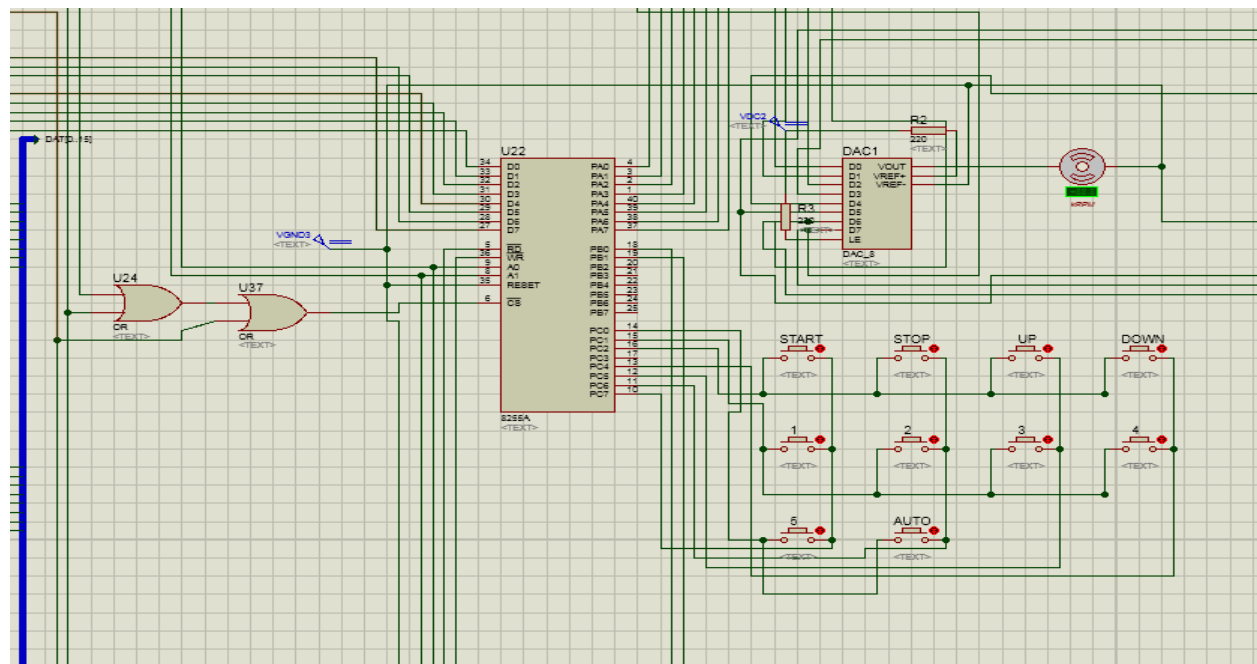 DAT[0..15]
U22
34
33
32
31
30
29
28
27
5
36
9
8
35
6
D0
D1
D2
D3
D4
D5
D6
D7
RD
WR
A0
A1
RESET
CS
PA0
PA1
PA2
PA3
PA4
PA5
PA6
PA7
PB0
PB1
PB2
PB3
PB4
PB5
PB6
PB7
PC0
PC1
PC2
PC3
PC4
PC5
PC6
PC7
4
3
2
1
40
39
38
37
18
19
20
21
22
23
24
25
14
15
16
17
13
12
11
10
8255A
<TEXT>
VGND3
<TEXT>
U24
OR
<TEXT>
U37
OR
<TEXT>
VDC2
<TEXT>
R2
220
<TEXT>
DAC1
D0
D1
D2
D3
D4
D5
D6
D7
LE
VOUT
VREF+
VREF-
DAC_8
<TEXT>
R3
<TEXT>
kRPM
START
STOP
UP
DOWN
<TEXT>
<TEXT>
<TEXT>
<TEXT>
1
2
3
4
<TEXT>
<TEXT>
<TEXT>
<TEXT>
5
AUTO
<TEXT>
<TEXT>